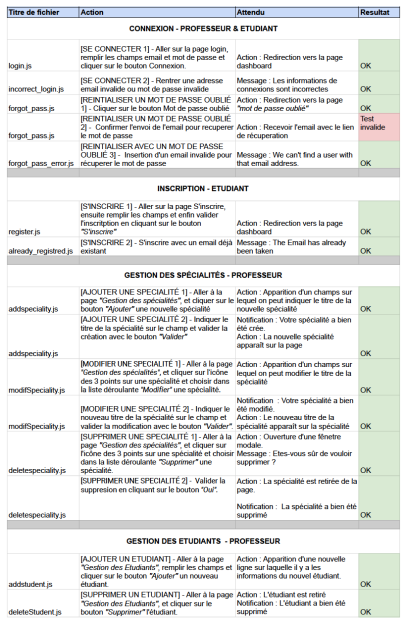 Titre de fichier Action Attendu Resultat
CONNEXION - PROFESSEUR & ETUDIANT
[SE CONNECTER 1] - Aller sur la page login,
remplir les champs email et mot de passe et Action : Redirection vers la page
login.js cliquer sur le bouton Connexion. dashboard OK
[SE CONNECTER 2] - Rentrer une adresse Message : Les informations de
incorrect_login.js email invalide ou mot de passe invalide connexions sont incorrectes OK
[REINTIALISER UN MOT DE PASSE OUBLIÉ Action : Redirection vers la page
forgot_pass.js 1] - Cliquer sur le bouton Mot de passe oublié "mot de passe oublié" OK
[REINTIALISER UN MOT DE PASSE OUBLIÉ Test
2] - Confirmer l'envoi de l'email pour recuperer Action : Recevoir l'email avec le lien invalide
forgot_pass.js le mot de passe de récuperation
[REINTIALISER AVEC UN MOT DE PASSE
OUBLIÉ 3] - Insertion d'un email invalide pour Message : We can't find a user with
forgot_pass_error.js récuperer le mot de passe that email address. OK
INSCRIPTION - ETUDIANT
[S'INSCRIRE 1] - Aller sur la page S'inscrire,
ensuite remplir les champs et enfin valider
l'inscritption en cliquant sur le bouton
register.js "S'inscrire" Action : Redirection vers la page dashboard OK
[S'INSCRIRE 2] - S'inscrire avec un email déjà Message : The Email has already
already_registred.js existant been taken OK
GESTION DES SPÉCIALITÉS - PROFESSEUR
[AJOUTER UNE SPECIALITÉ 1] - Aller à la Action : Apparition d'un champs sur
page "Gestion des spécialités", et cliquer sur le lequel on peut indiquer le titre de la
addspeciality.js bouton "Ajouter" une nouvelle spécialité nouvelle spécialité OK
[AJOUTER UNE SPECIALITÉ 2] - Indiquer le Notification : Votre spécialité a bien
titre de la spécialité sur le champ et valider la été crée.
création avec le bouton "Valider" Action : La nouvelle spécialité
addspeciality.js apparaît sur la page OK
[MODIFIER UNE SPECIALITÉ 1] - Aller à la Action : Apparition d'un champs sur
page "Gestion des spécialités", et cliquer sur l'icône lequel on peut modifier le titre de la
des 3 points sur une spécialité et choisir dans spécialité
modifSpeciality.js la liste déroulante "Modifier" une spécialité. OK
Notification : Votre spécialité a bien
[MODIFIER UNE SPECIALITÉ 2] - Indiquer le été modifié.
nouveau titre de la spécialité sur le champ et Action : Le nouveau titre de la
modifSpeciality.js valider la modification avec le bouton "Valider". spécialité apparaît sur la spécialité OK
[SUPPRIMER UNE SPECIALITÉ 1] - Aller à la Action : Ouverture d'une fênetre
page "Gestion des spécialités", et cliquer sur modale.
l'icône des 3 points sur une spécialité et choisir Message : Etes-vous sûr de vouloir
dans la liste déroulante "Supprimer" une supprimer ?
deletespeciality.js spécialité. OK
[SUPPRIMER UNE SPECIALITÉ 2] - Valider la Action : La spécialité est retirée de la
suppresion en cliquant sur le bouton "Oui". page.
Notification : La spécialité a bien été
deletespeciality.js supprimé OK
GESTION DES ETUDIANTS - PROFESSEUR
[AJOUTER UN ETUDIANT] - Aller à la page Action : Apparition d'une nouvelle
"Gestion des Etudiants", remplir les champs et ligne sur laquelle il y a les
cliquer sur le bouton "Ajouter" un nouveau informations du nouvel étudiant.
addstudent.js étudiant. OK
[SUPPRIMER UN ETUDIANT] - Aller à la page Action : L'étudiant est retiré
"Gestion des Etudiants", et cliquer sur le Notification : L'étudiant a bien été
deleteStudent.js bouton "Supprimer" l'étudiant. supprimé OK